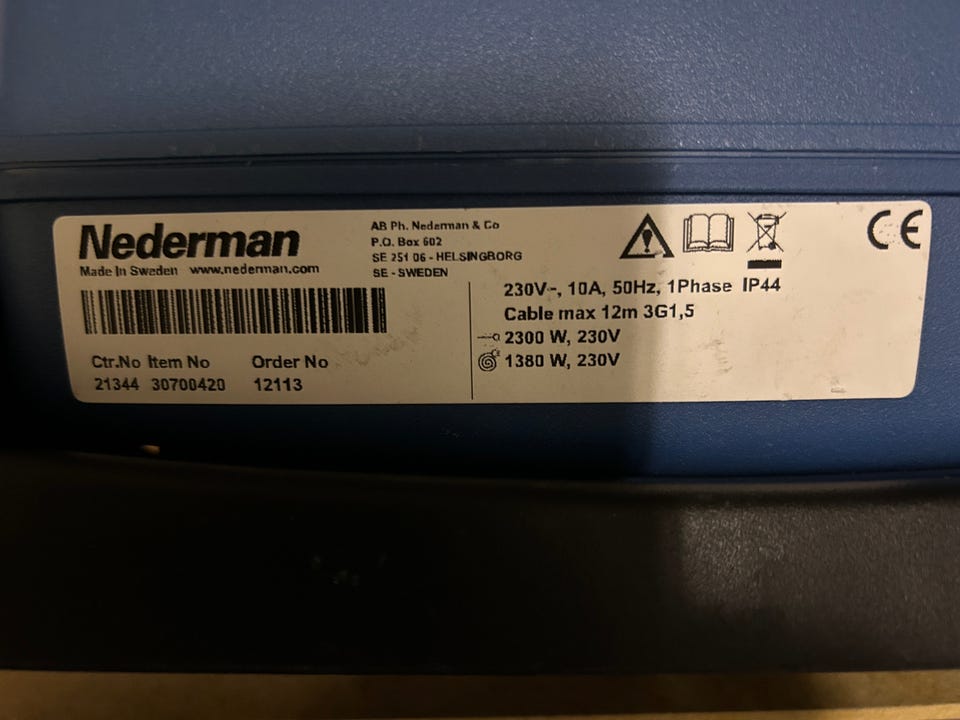 Nederman
Made In Sweden www.nederman.com
AB Ph. Nederman & Co
P.O. Box 602
SE 251 06 - HELSINGBORG
SE - SWEDEN
Ctr.No Item No Order No
21344 30700420 12113
CE
230V~, 10A, 50Hz, 1Phase IP44
Cable max 12m 3G1,5
2300 W, 230V
1380 W, 230V